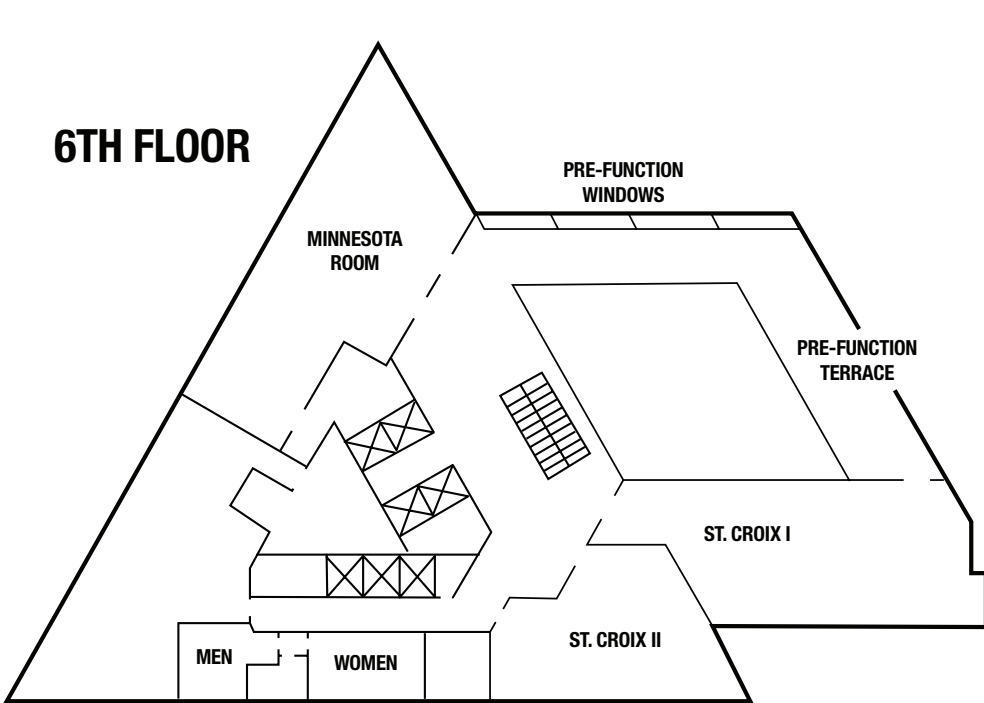 6TH FLOOR
PRE-FUNCTION
WINDOWS
MINNESOTA
ROOM
PRE-FUNCTION
TERRACE
ST. CROIX I
ST. CROIX II
MEN
WOMEN